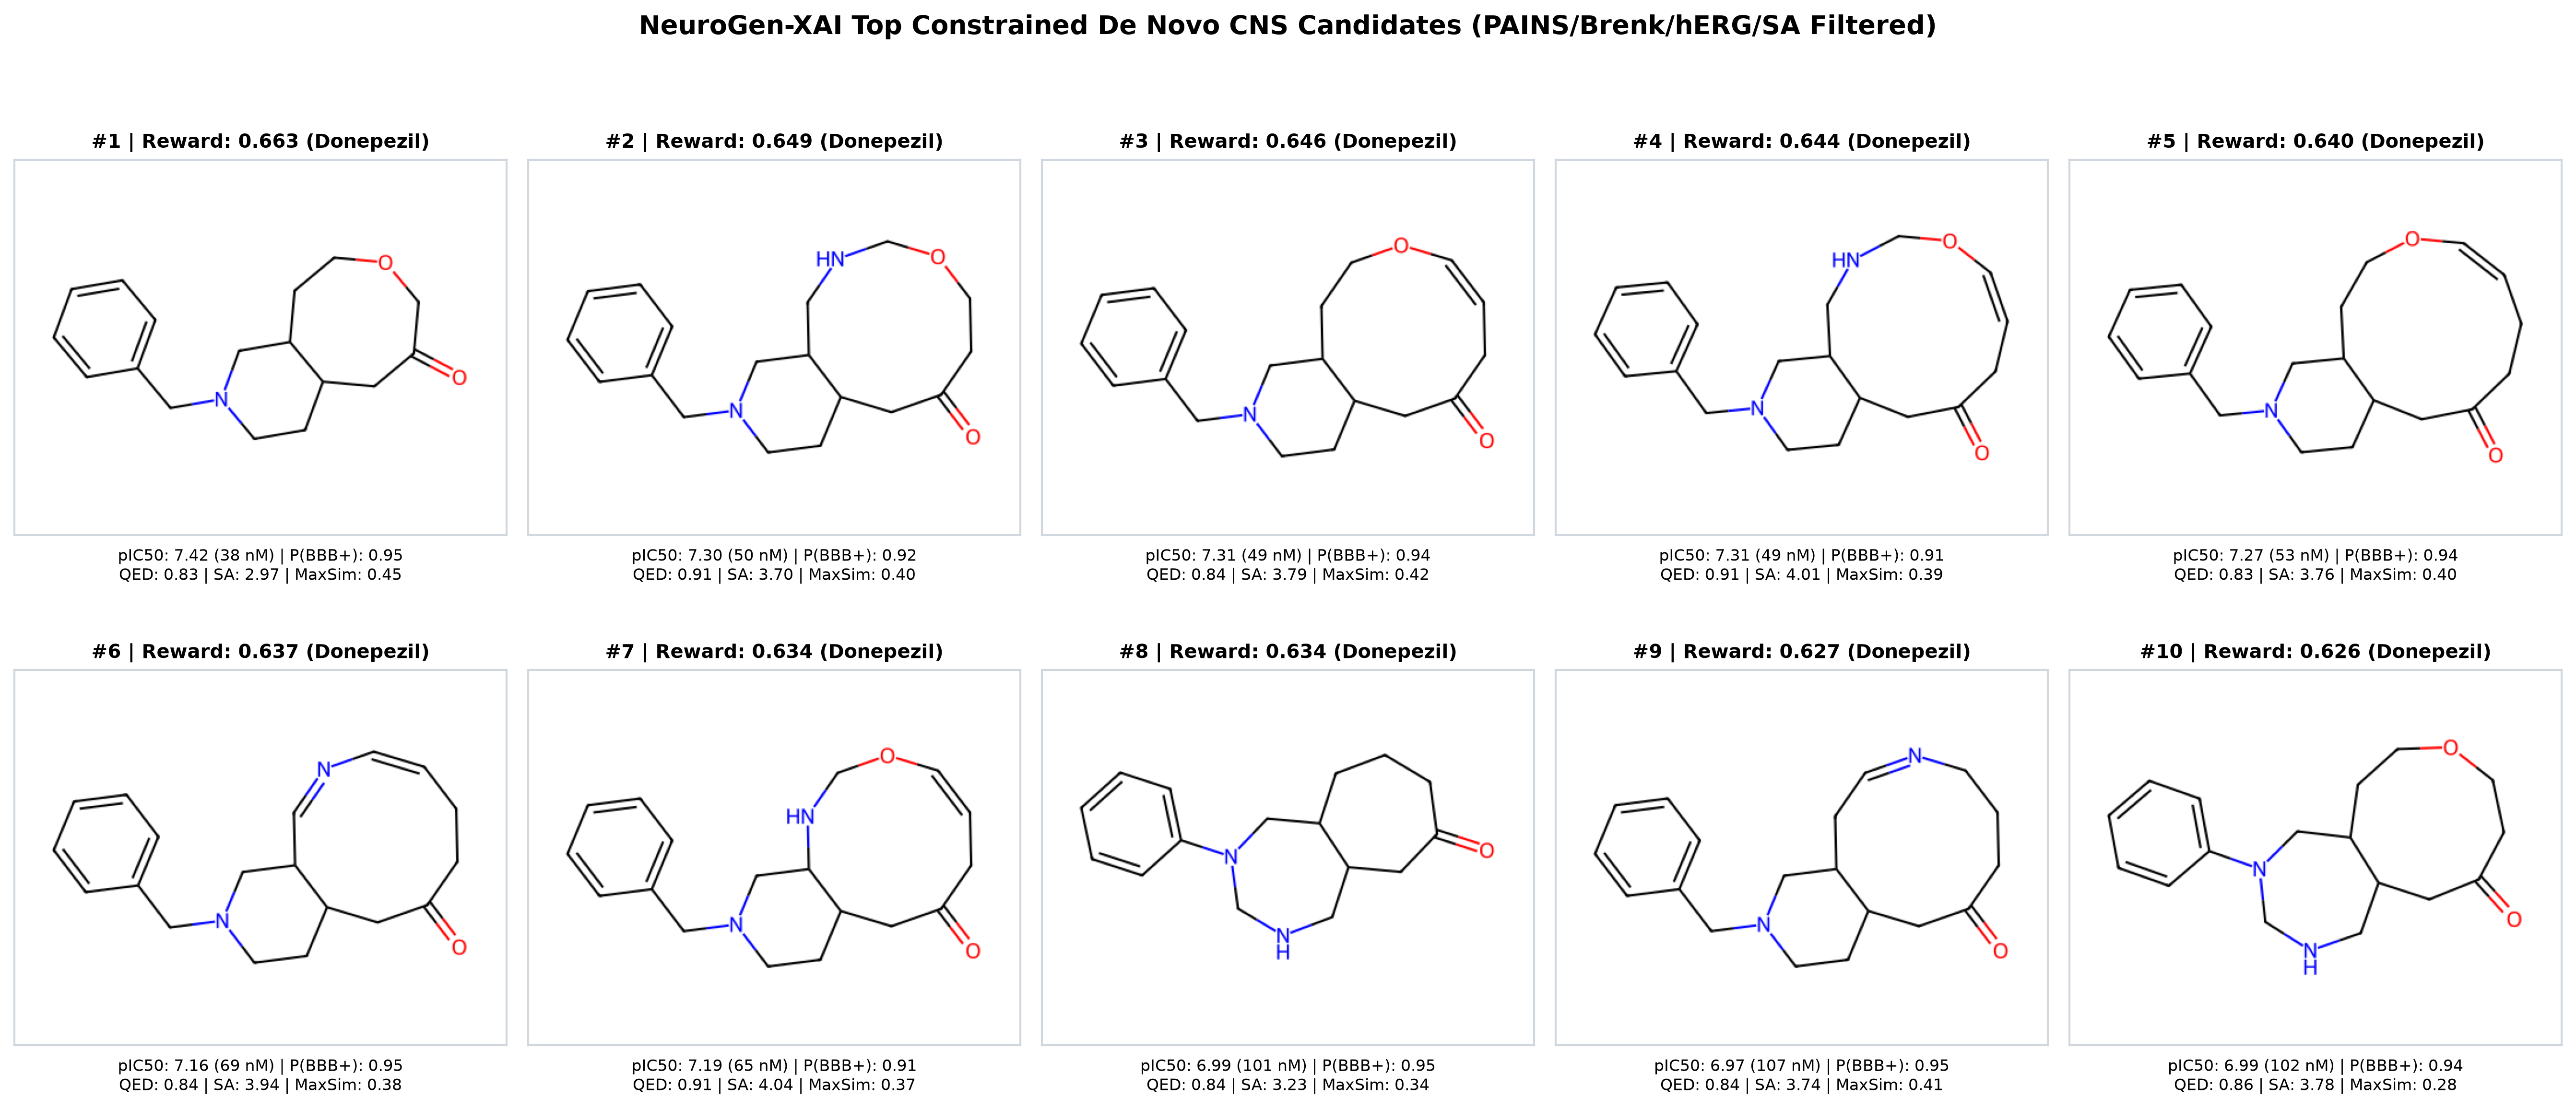 NeuroGen-XAI Top Constrained De Novo CNS Candidates (PAINS/Brenk/hERG/SA Filtered)
#1 | Reward: 0.663 (Donepezil)
O
N
O
pIC50: 7.42 (38 nM) | P(BBB+): 0.95
QED: 0.83 | SA: 2.97 | MaxSim: 0.45
#2 | Reward: 0.649 (Donepezil)
HN
O
N
O
pIC50: 7.30 (50 nM) | P(BBB+): 0.92
QED: 0.91 | SA: 3.70 | MaxSim: 0.40
#3 | Reward: 0.646 (Donepezil)
O
N
O
pIC50: 7.31 (49 nM) | P(BBB+): 0.94
QED: 0.84 | SA: 3.79 | MaxSim: 0.42
#4 | Reward: 0.644 (Donepezil)
HN
O
N
O
pIC50: 7.31 (49 nM) | P(BBB+): 0.91
QED: 0.91 | SA: 4.01 | MaxSim: 0.39
#5 | Reward: 0.640 (Donepezil)
O
N
O
pIC50: 7.27 (53 nM) | P(BBB+): 0.94
QED: 0.83 | SA: 3.76 | MaxSim: 0.40
#6 | Reward: 0.637 (Donepezil)
N
N
O
pIC50: 7.16 (69 nM) | P(BBB+): 0.95
QED: 0.84 | SA: 3.94 | MaxSim: 0.38
#7 | Reward: 0.634 (Donepezil)
O
HN
N
O
pIC50: 7.19 (65 nM) | P(BBB+): 0.91
QED: 0.91 | SA: 4.04 | MaxSim: 0.37
#8 | Reward: 0.634 (Donepezil)
O
N
N
H
pIC50: 6.99 (101 nM) | P(BBB+): 0.95
QED: 0.84 | SA: 3.23 | MaxSim: 0.34
#9 | Reward: 0.627 (Donepezil)
N
N
O
pIC50: 6.97 (107 nM) | P(BBB+): 0.95
QED: 0.84 | SA: 3.74 | MaxSim: 0.41
#10 | Reward: 0.626 (Donepezil)
O
N
O
N
H
pIC50: 6.99 (102 nM) | P(BBB+): 0.94
QED: 0.86 | SA: 3.78 | MaxSim: 0.28